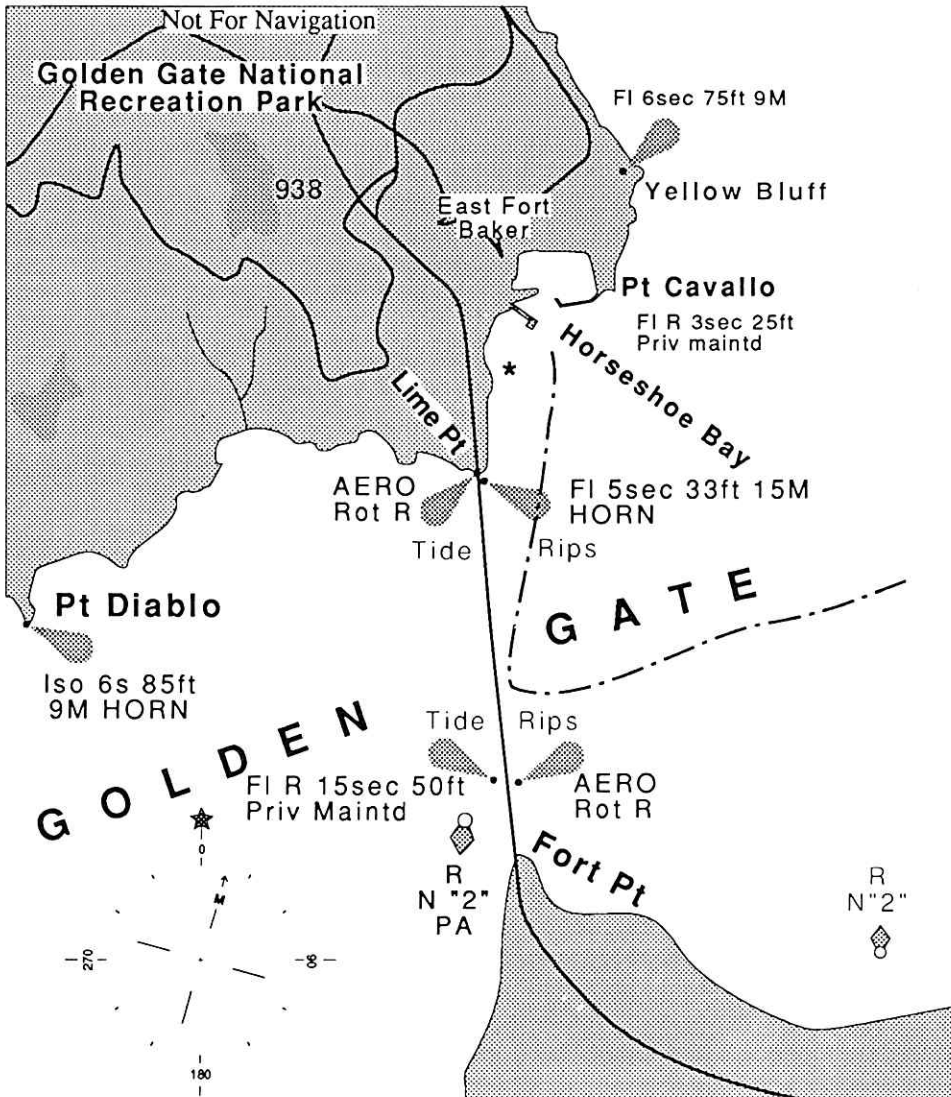 Not For Navigation
Golden Gate National
Recreation Park
Fl 6sec 75ft 9M
938
Yellow Bluff
East Fort
Baker
Pt Cavallo
Fl R 3sec 25ft
Priv maintd
Horseshoe Bay
*
Lime Pt
AERO
Rot R
Fl 5sec 33ft 15M
HORN
Tide Rips
GATE
Pt Diablo
Iso 6s 85ft
9M HORN
Tide Rips
GOLDEN
Fl R 15sec 50ft
Priv Maintd
AERO
Rot R
Fort Pt
R
N "2"
PA
R
N"2"
0
M
270
90
180